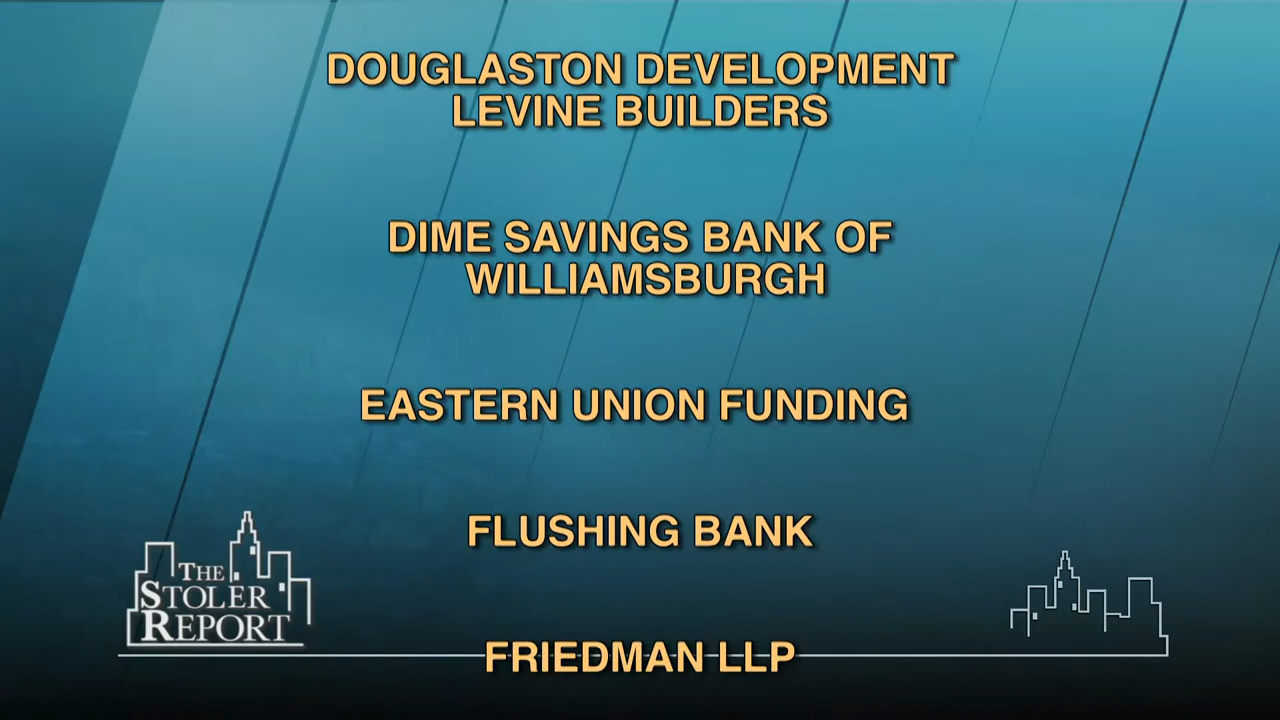 DOUGLASTON DEVELOPMENT
LEVINE BUILDERS
DIME SAVINGS BANK OF
WILLIAMSBURGH
EASTERN UNION FUNDING
FLUSHING BANK
THE
STOLER
REPORT
FRIEDMAN LLP